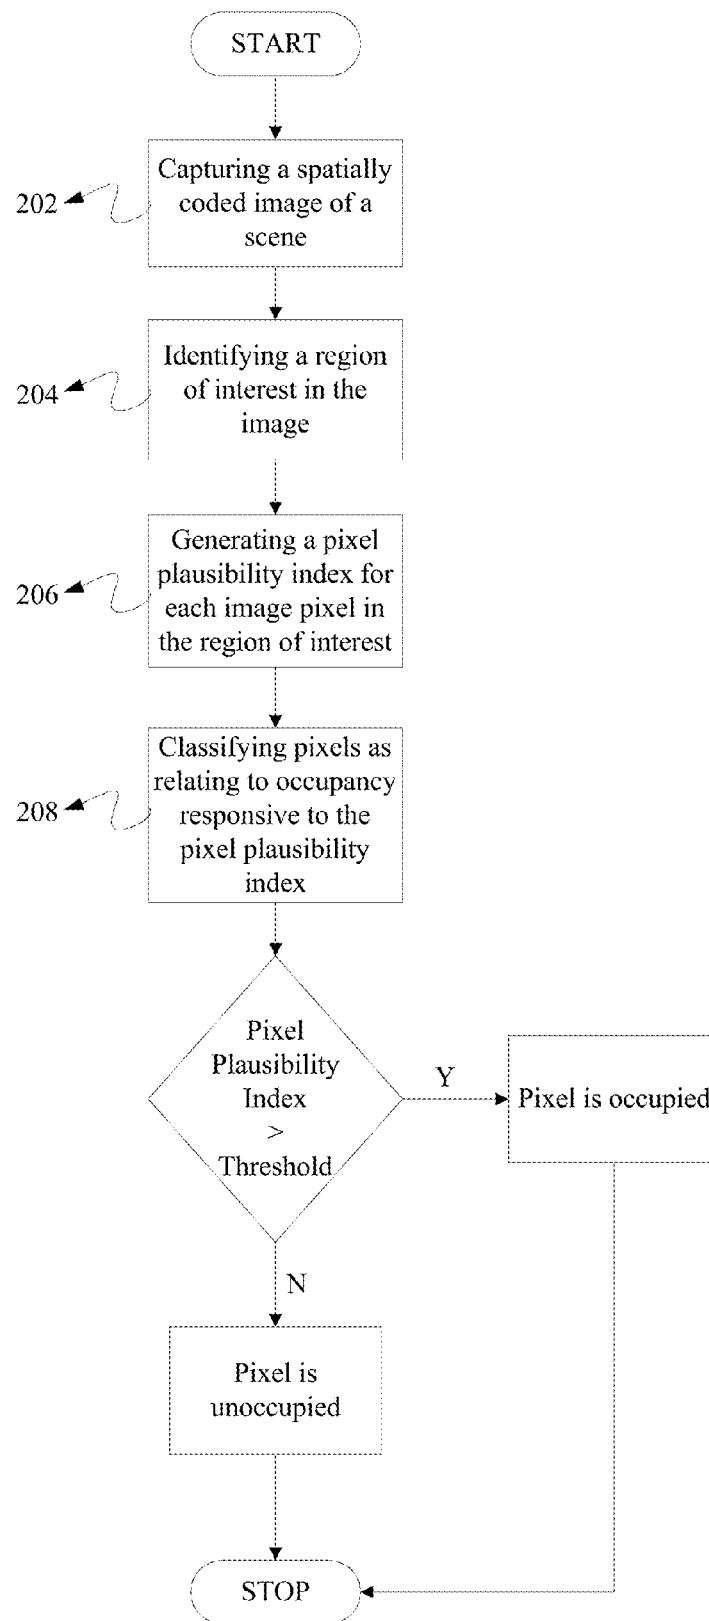 START
Capturing a spatially
coded image of a
scene
202
Identifying a region
of interest in the
image
204
Generating a pixel
plausibility index for
each image pixel in
the region of interest
206
Classifying pixels as
relating to occupancy
responsive to the
pixel plausibility
index
208
Pixel
Plausibility
Index
>
Threshold
Y
Pixel is occupied
N
Pixel is
unoccupied
STOP